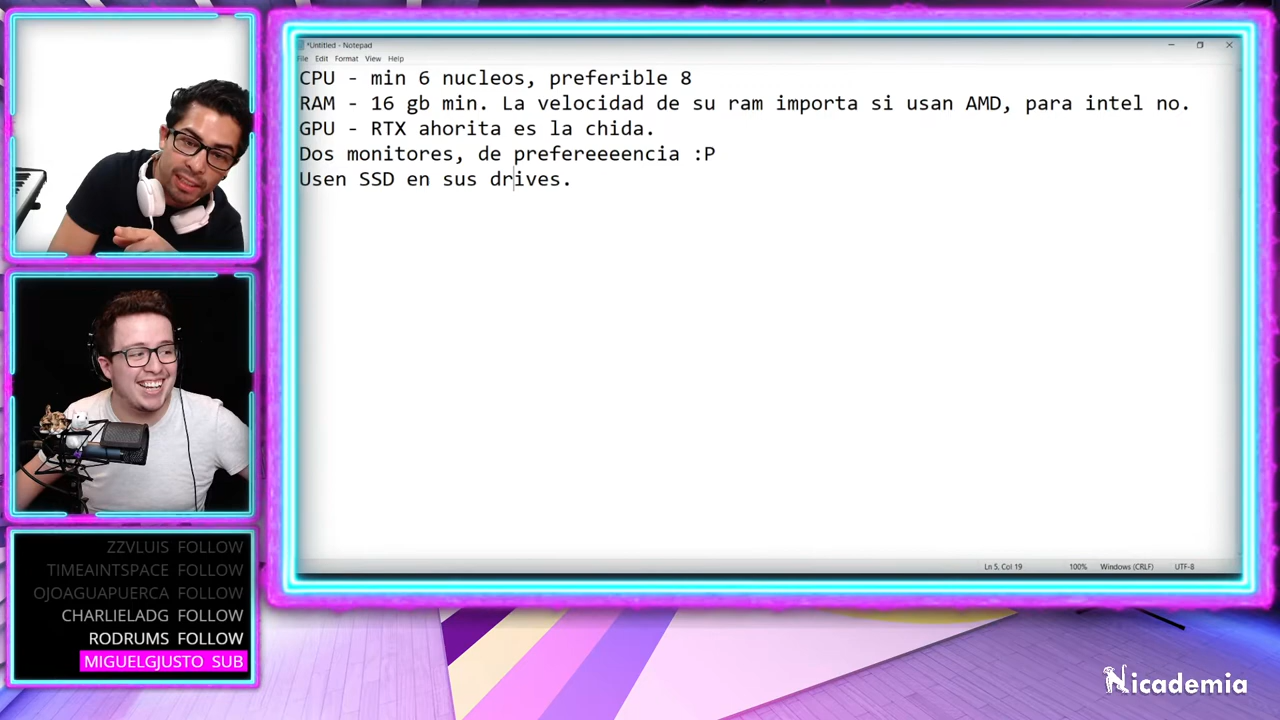 *Untitled - Notepad
File Edit Format View Help
CPU - min 6 nucleos, preferible 8
RAM - 16 gb min. La velocidad de su ram importa si usan AMD, para intel no.
GPU - RTX ahorita es la chida.
Dos monitores, de prefereeeencia :P
Usen SSD en sus drives.
Ln 5, Col 19 100% Windows (CRLF) UTF-8
ZZVLUIS FOLLOW
TIMEAINTSPACE FOLLOW
OJOAGUAPUERCA FOLLOW
CHARLIELADG FOLLOW
RODRUMS FOLLOW
MIGUELGJUSTO SUB
Nicademia